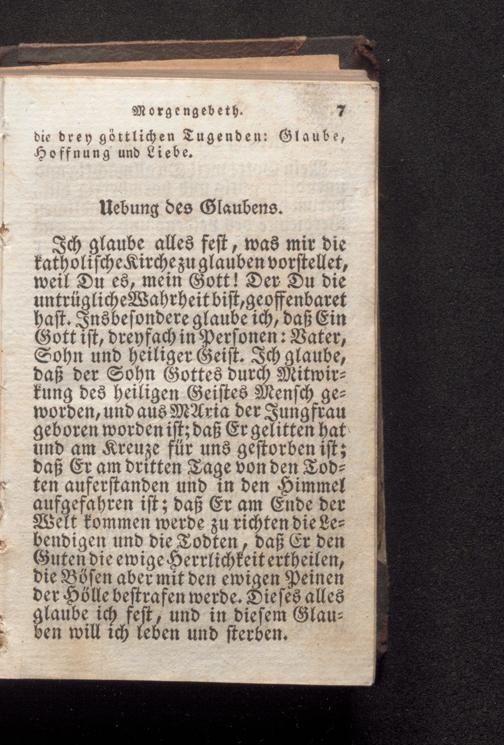 Morgengebeth. 7
die drey göttlichen Tugenden: Glaube,
Hoffnung und Liebe.
Uebung des Glaubens.
Ich glaube alles fest, was mir die
katholische Kirche zu glauben vorstellet,
weil Du es, mein Gott! Der Du die
untrügliche Wahrheit bist, geoffenbaret
hast. Insbesondere glaube ich, daß Ein
Gott ist, dreyfach in Personen: Vater,
Sohn und heiliger Geist. Ich glaube,
daß der Sohn Gottes durch Mitwir-
kung des heiligen Geistes Mensch ge-
worden, und aus MAria der Jungfrau
geboren worden ist; daß Er gelitten hat
und am Kreuze für uns gestorben ist;
daß Er am dritten Tage von den Tod-
ten auferstanden und in den Himmel
aufgefahren ist; daß Er am Ende der
Welt kommen werde zu richten die Le-
bendigen und die Todten, daß Er den
Guten die ewige Herrlichkeit ertheilen,
die Bösen aber mit den ewigen Peinen
der Hölle bestrafen werde. Dieses alles
glaube ich fest, und in diesem Glau-
ben will ich leben und sterben.